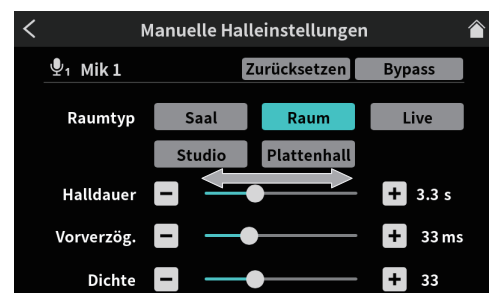 Manuelle Halleinstellungen
1 Mik 1 Zurücksetzen Bypass
Raumtyp Saal Raum Live
Studio Plattenhall
Halldauer − + 3.3 s
Vorverzög. − + 33 ms
Dichte − + 33